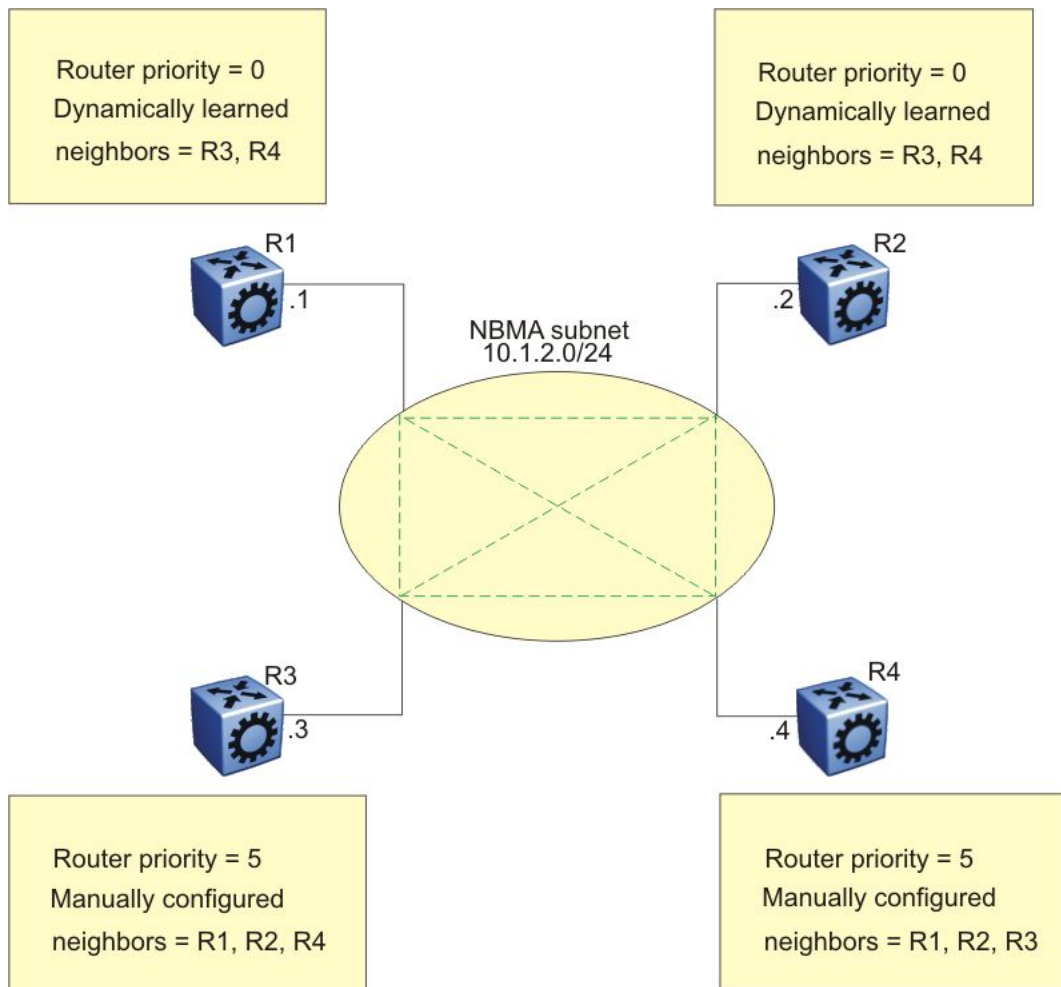 Router priority = 0
Dynamically learned
neighbors = R3, R4
Router priority = 0
Dynamically learned
neighbors = R3, R4
R1
.1
R2
.2
NBMA subnet
10.1.2.0/24
R3
.3
R4
.4
Router priority = 5
Manually configured
neighbors = R1, R2, R4
Router priority = 5
Manually configured
neighbors = R1, R2, R3